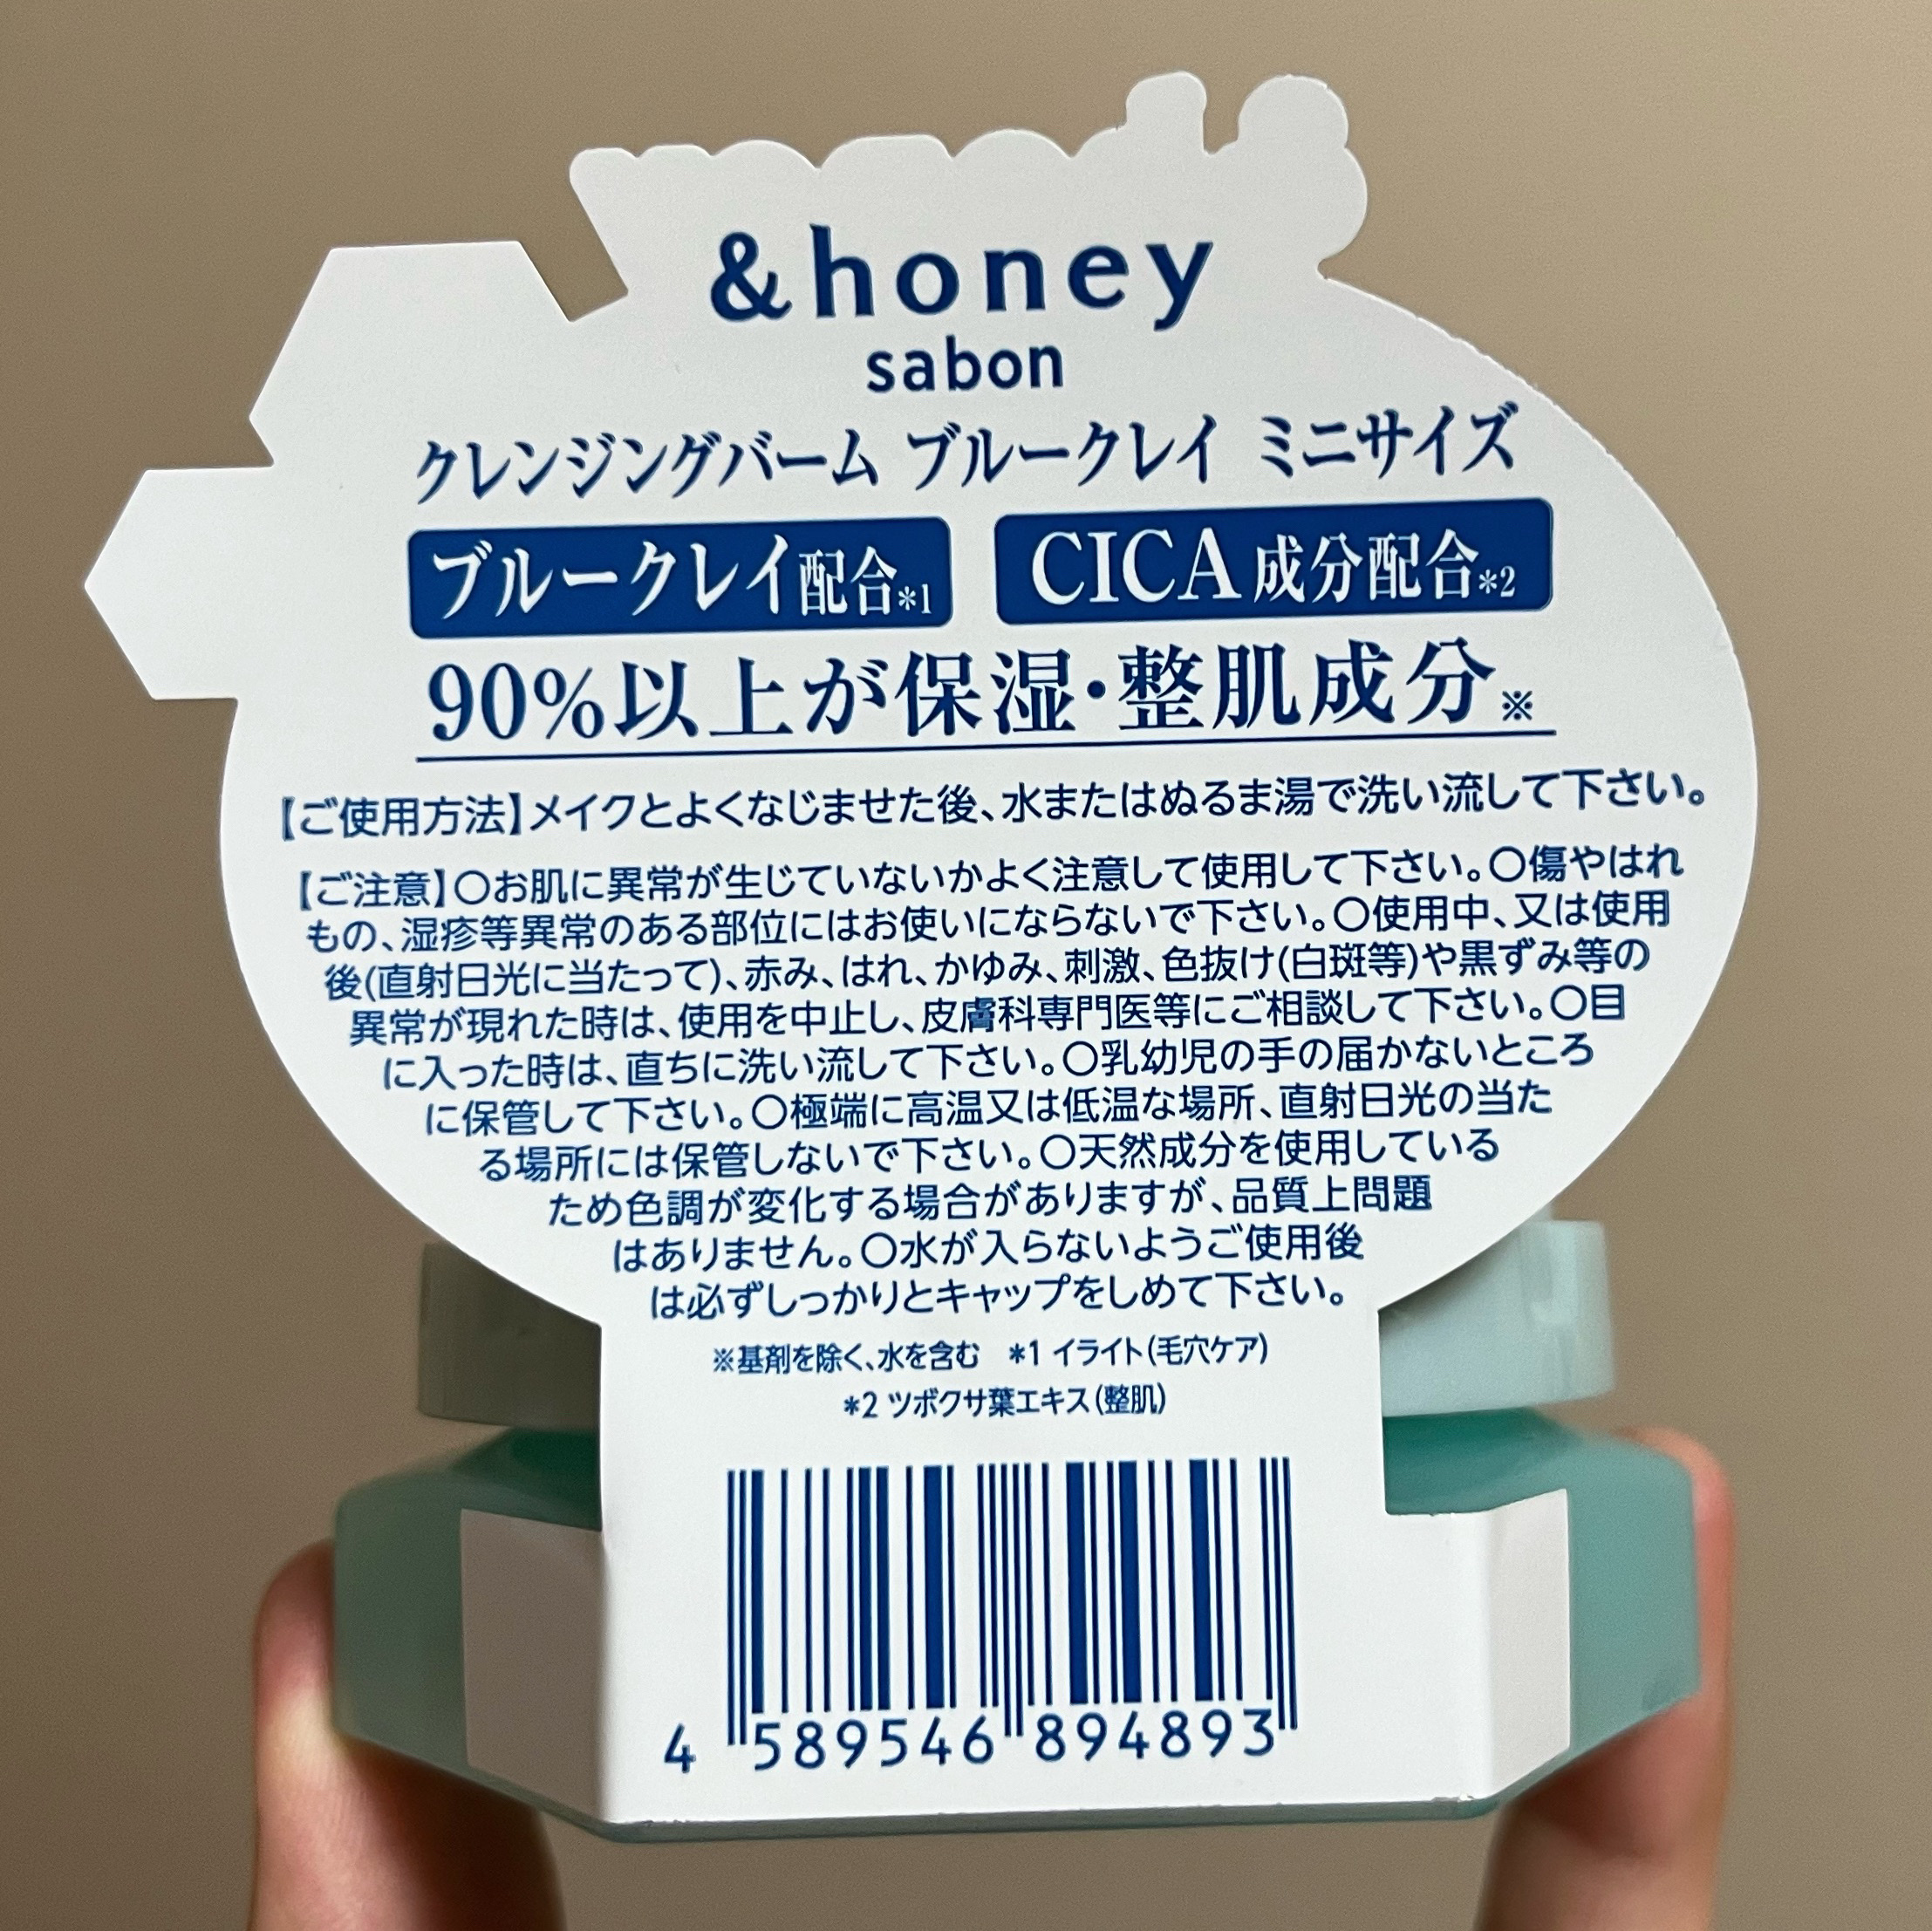 &honey
sabon
クレンジングバーム ブルークレイ ミニサイズ
ブルークレイ配合*1 CICA成分配合*2
90%以上が保湿・整肌成分※
【ご使用方法】メイクとよくなじませた後、水またはぬるま湯で洗い流して下さい。
【ご注意】〇お肌に異常が生じていないかよく注意して使用して下さい。〇傷やはれ
もの、湿疹等異常のある部位にはお使いにならないで下さい。〇使用中、又は使用
後(直射日光に当たって)、赤み、はれ、かゆみ、刺激、色抜け(白斑等)や黒ずみ等の
異常が現れた時は、使用を中止し、皮膚科専門医等にご相談して下さい。〇目
に入った時は、直ちに洗い流して下さい。〇乳幼児の手の届かないところ
に保管して下さい。〇極端に高温又は低温な場所、直射日光の当た
る場所には保管しないで下さい。〇天然成分を使用している
ため色調が変化する場合がありますが、品質上問題
はありません。〇水が入らないようご使用後
は必ずしっかりとキャップをしめて下さい。
※基剤を除く、水を含む *1 イライト(毛穴ケア)
*2 ツボクサ葉エキス(整肌)
4 589546 894893